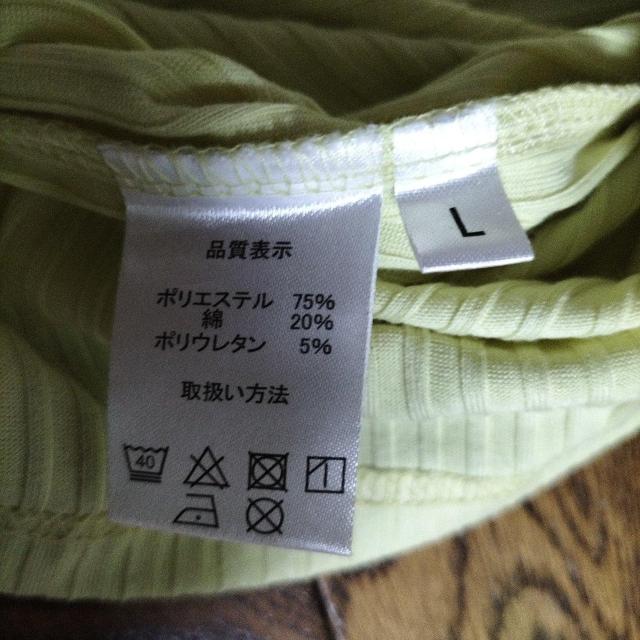 L
品質表示
ポリエステル 75%
綿 20%
ポリウレタン 5%
取扱い方法
40